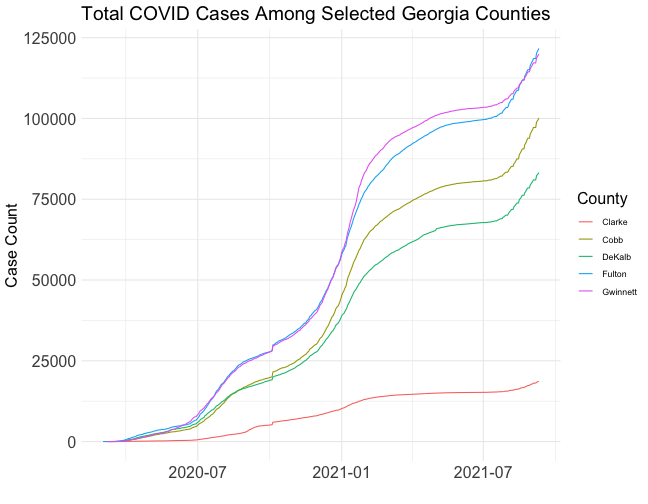 Total COVID Cases Among Selected Georgia Counties
125000
100000
75000
50000
25000
0
Case Count
2020-07
2021-01
2021-07
County
Clarke
Cobb
DeKalb
Fulton
Gwinnett